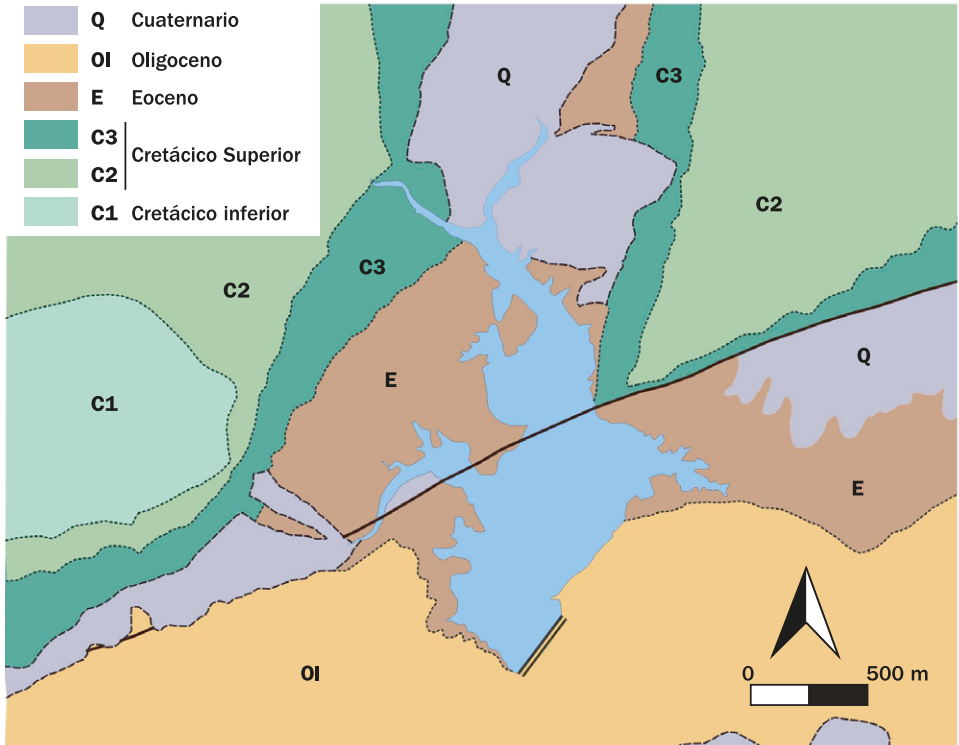 Q Cuaternario
Ol Oligoceno
E Eoceno
C3
Cretácico Superior
C2
C1 Cretácico inferior
Q
C3
C2
C3
C2
Q
E
C1
E
Ol
0 500 m